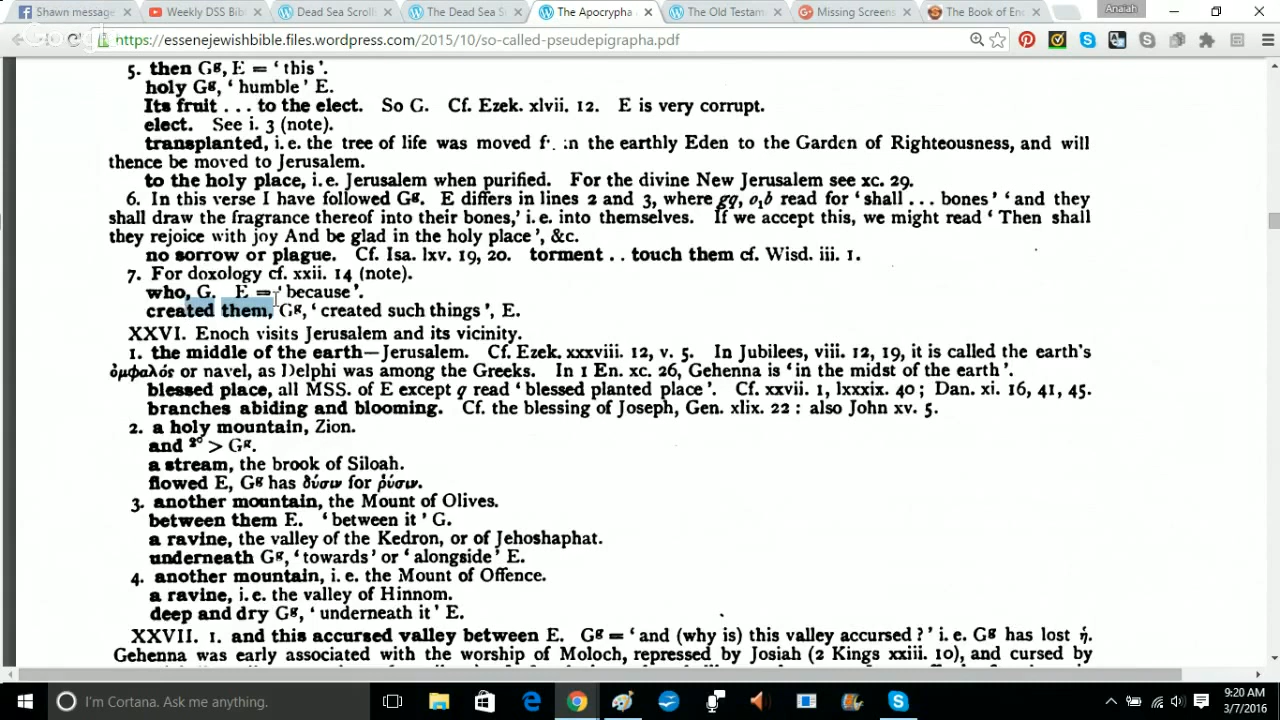 Shawn message
Weekly DSS Bibl
Dead Sea Scroll
The Dead Sea S
The Apocrypha
The Old Testam
Missing Screens
The Book of En
Anaiah
https://essenejewishbible.files.wordpress.com/2015/10/so-called-pseudepigrapha.pdf
5. then Gᵍ, E = ‘this’.
holy Gᵍ, ‘humble’ E.
Its fruit . . . to the elect. So G. Cf. Ezek. xlvii. 12. E is very corrupt.
elect. See i. 3 (note).
transplanted, i.e. the tree of life was moved the earthly Eden to the Garden of Righteousness, and will
thence be moved to Jerusalem.
to the holy place, i.e. Jerusalem when purified. For the divine New Jerusalem see xc. 29.
6. In this verse I have followed Gᵍ. E differs in lines 2 and 3, where gq, o₁b read for ‘shall . . . bones’ ‘and they
shall draw the fragrance thereof into their bones,’ i.e. into themselves. If we accept this, we might read ‘Then shall
they rejoice with joy And be glad in the holy place’, &c.
no sorrow or plague. Cf. Isa. lxv. 19, 20. torment . . touch them cf. Wisd. iii. 1.
7. For doxology cf. xxii. 14 (note).
who, G. E = ‘because’.
created them, Gᵍ, ‘created such things’, E.
XXVI. Enoch visits Jerusalem and its vicinity.
1. the middle of the earth—Jerusalem. Cf. Ezek. xxxviii. 12, v. 5. In Jubilees, viii. 12, 19, it is called the earth’s
ὀμφαλός or navel, as Delphi was among the Greeks. In 1 En. xc. 26, Gehenna is ‘in the midst of the earth’.
blessed place, all MSS. of E except q read ‘blessed planted place’. Cf. xxvii. 1, lxxxix. 40 ; Dan. xi. 16, 41, 45.
branches abiding and blooming. Cf. the blessing of Joseph, Gen. xlix. 22 : also John xv. 5.
2. a holy mountain, Zion.
and ²° > Gᵍ.
a stream, the brook of Siloah.
flowed E, Gᵍ has δύσιν for ῥύσιν.
3. another mountain, the Mount of Olives.
between them E. ‘between it’ G.
a ravine, the valley of the Kedron, or of Jehoshaphat.
underneath Gᵍ, ‘towards’ or ‘alongside’ E.
4. another mountain, i.e. the Mount of Offence.
a ravine, i.e. the valley of Hinnom.
deep and dry Gᵍ, ‘underneath it’ E.
XXVII. 1. and this accursed valley between E. Gᵍ = ‘and (why is) this valley accursed ?’ i.e. Gᵍ has lost ἡ.
Gehenna was early associated with the worship of Moloch, repressed by Josiah (2 Kings xxiii. 10), and cursed by
I'm Cortana. Ask me anything.
9:20 AM
3/7/2016